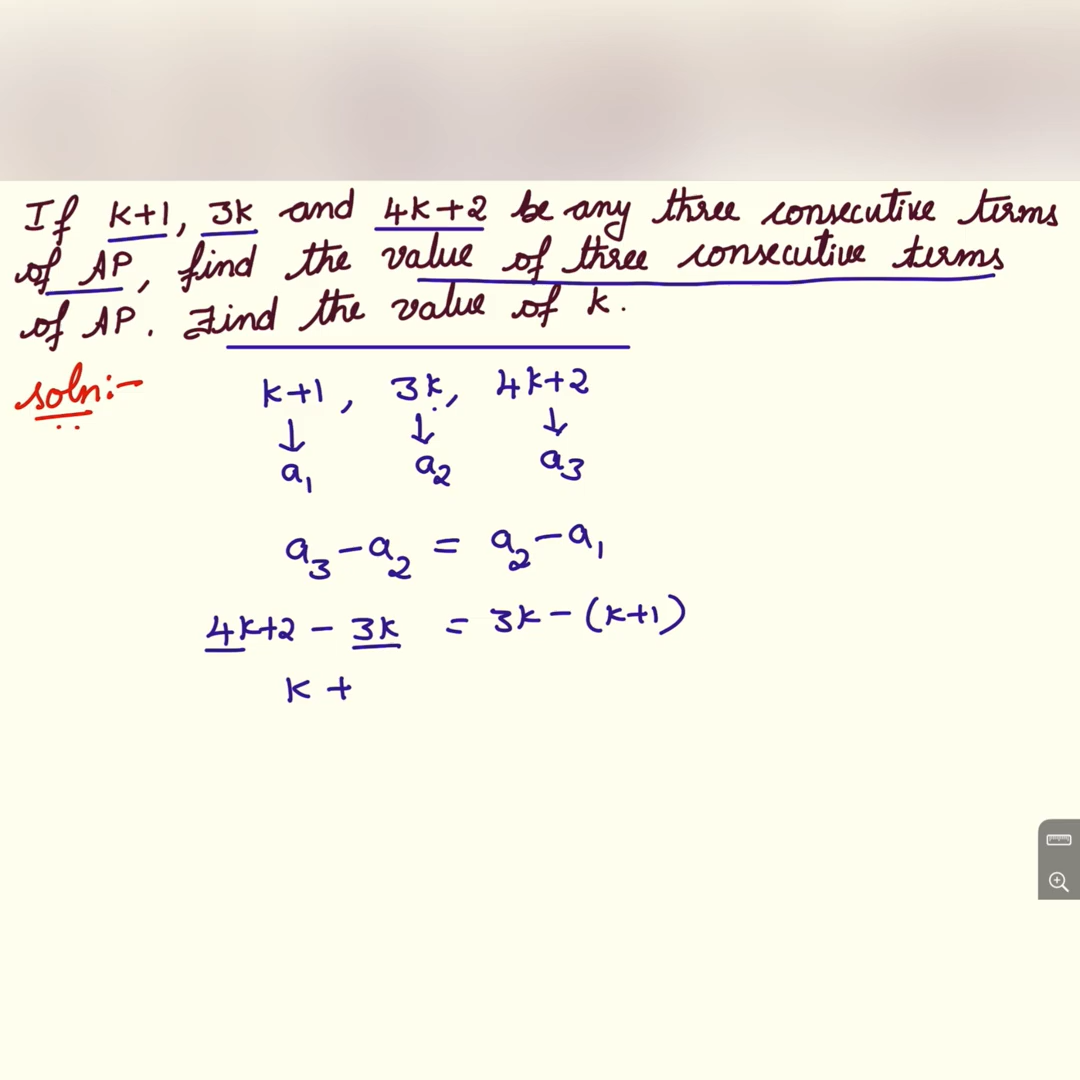 If k+1, 3k and 4k+2 be any three consecutive terms
of AP, find the value of three consecutive terms
of AP. Find the value of k.
soln:-
k+1, 3k, 4k+2
↓ ↓ ↓
a₁ a₂ a₃
a₃-a₂ = a₂-a₁
4k+2 - 3k = 3k - (k+1)
k +